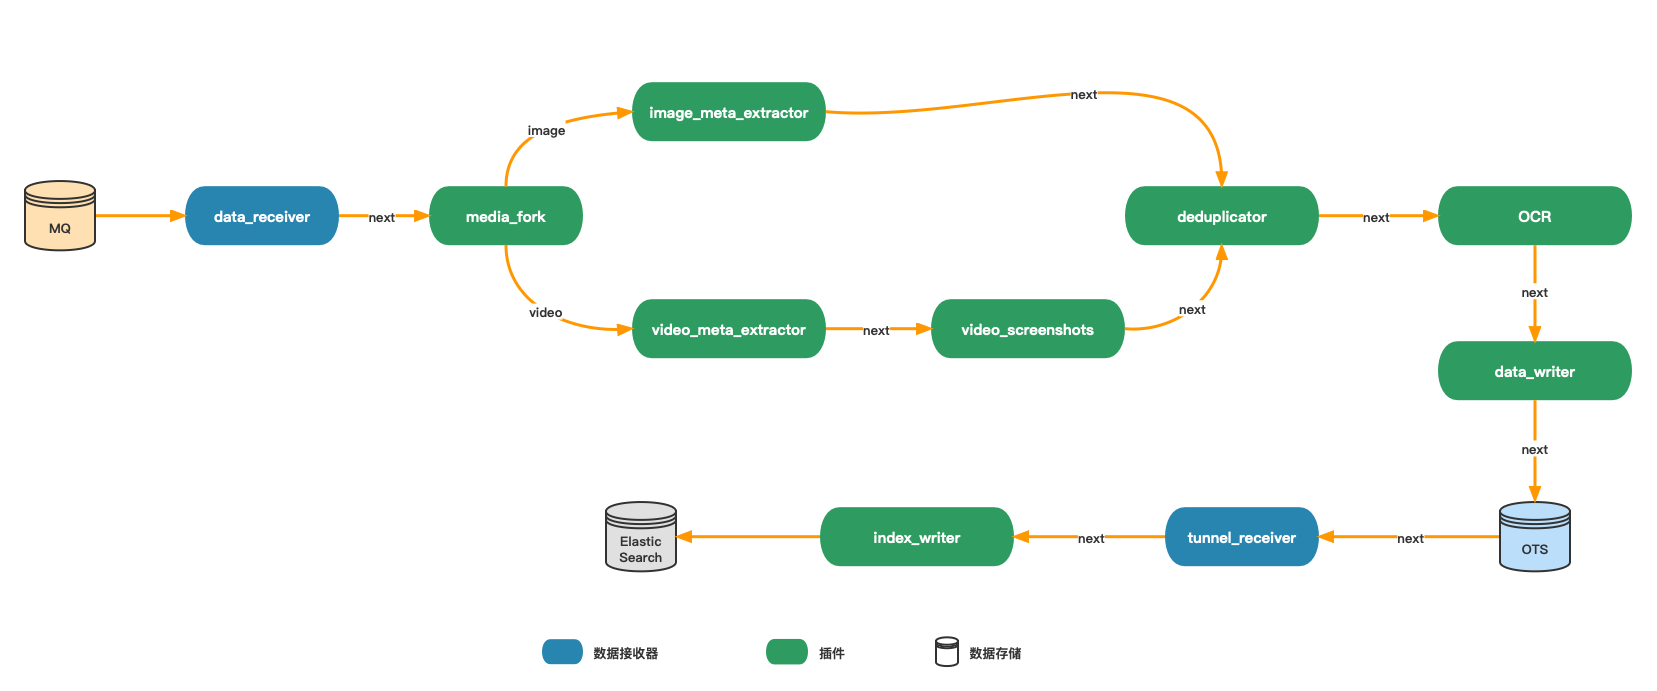 image_meta_extractor
next
image
MQ
data_receiver
next
media_fork
deduplicator
next
OCR
video
video_meta_extractor
next
video_screenshots
next
next
data_writer
next
Elastic
Search
index_writer
next
tunnel_receiver
next
OTS
数据接收器
插件
数据存储